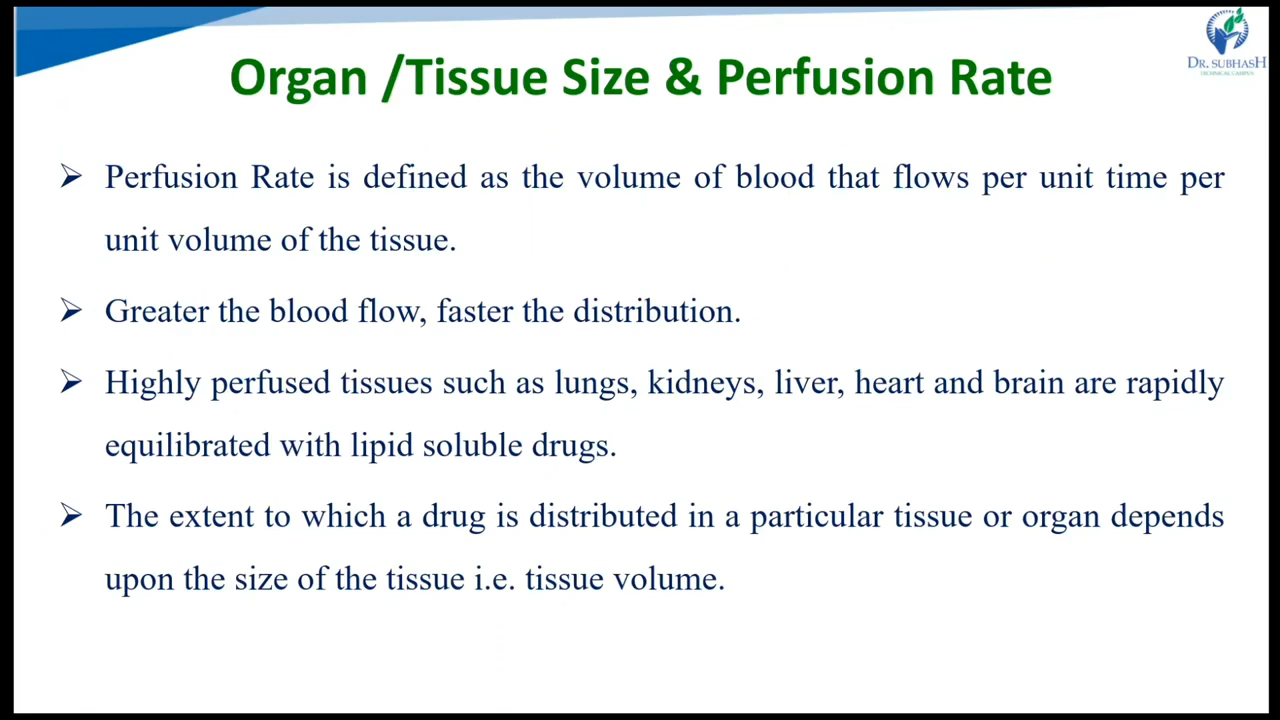 DR. SUBHASH
TECHNICAL CAMPUS
Organ /Tissue Size & Perfusion Rate
➢ Perfusion Rate is defined as the volume of blood that flows per unit time per
unit volume of the tissue.
➢ Greater the blood flow, faster the distribution.
➢ Highly perfused tissues such as lungs, kidneys, liver, heart and brain are rapidly
equilibrated with lipid soluble drugs.
➢ The extent to which a drug is distributed in a particular tissue or organ depends
upon the size of the tissue i.e. tissue volume.